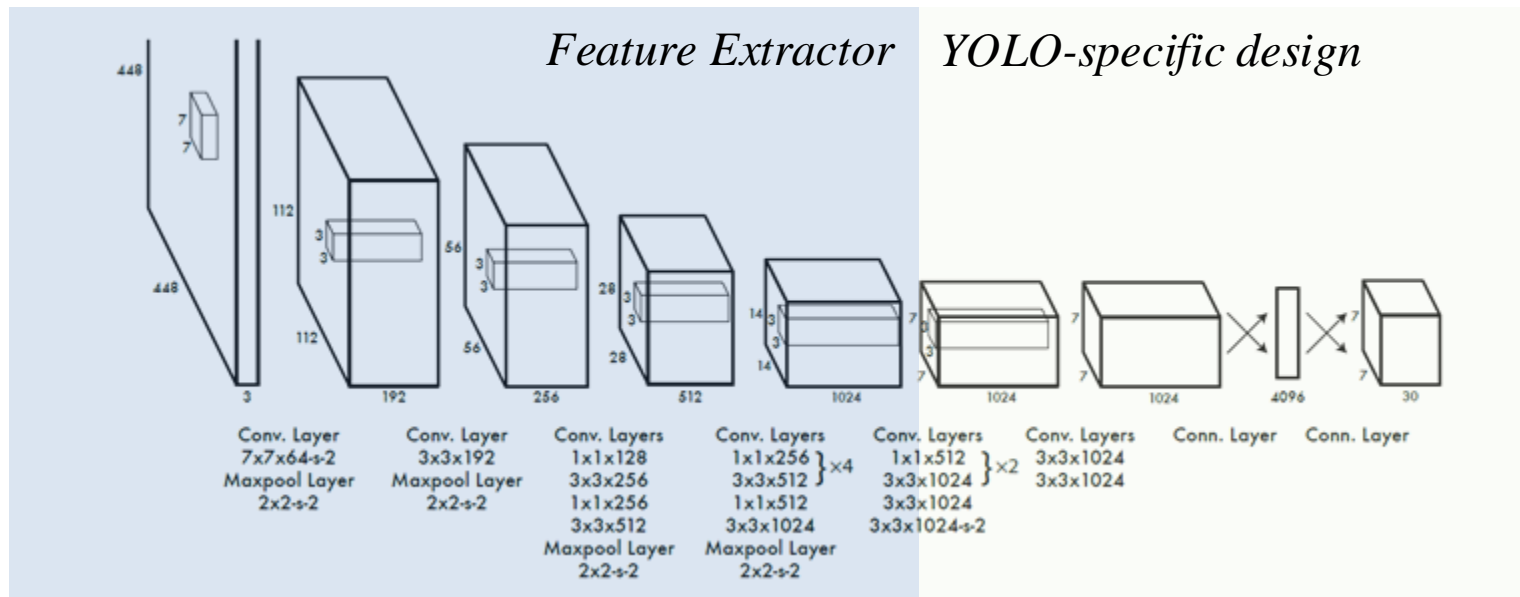 Feature Extractor
YOLO-specific design
448
448
7
7
3
112
112
3
3
192
56
56
3
3
256
28
28
3
3
512
14
14
3
3
1024
7
7
3
3
1024
7
7
1024
4096
7
7
30
Conv. Layer
7x7x64-s-2
Maxpool Layer
2x2-s-2
Conv. Layer
3x3x192
Maxpool Layer
2x2-s-2
Conv. Layers
1x1x128
3x3x256
1x1x256
3x3x512
Maxpool Layer
2x2-s-2
Conv. Layers
1x1x256
3x3x512 } ×4
1x1x512
3x3x1024
Maxpool Layer
2x2-s-2
Conv. Layers
1x1x512
3x3x1024 } ×2
3x3x1024
3x3x1024-s-2
Conv. Layers
3x3x1024
3x3x1024
Conn. Layer
Conn. Layer